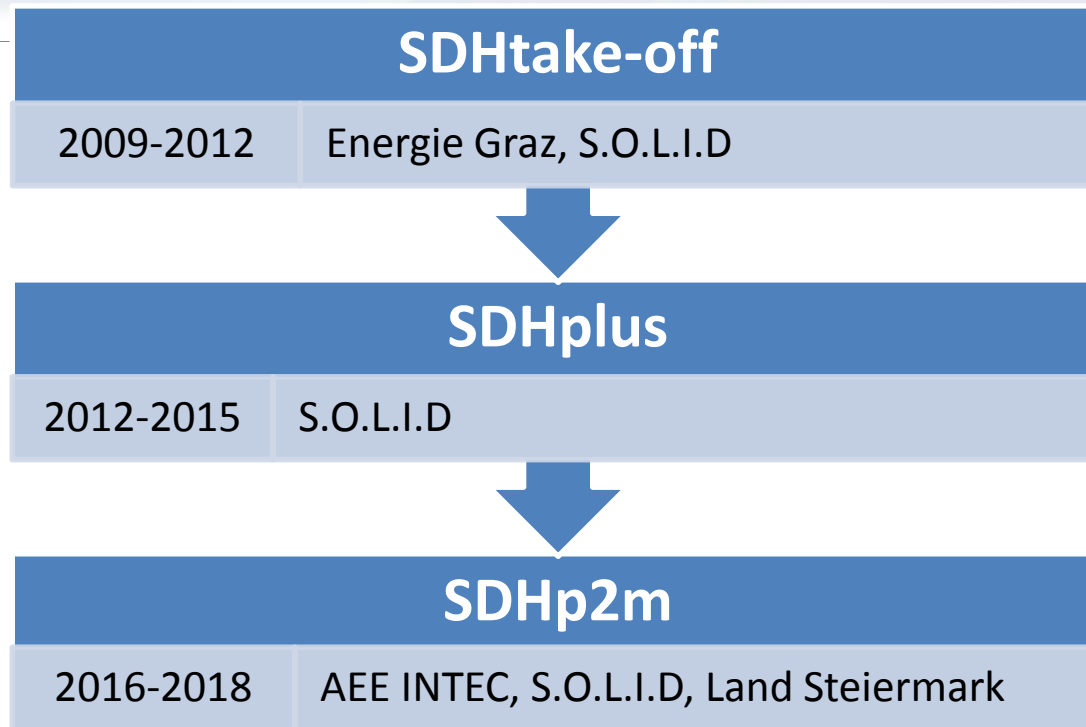 SDHtake-off
2009-2012 Energie Graz, S.O.L.I.D
SDHplus
2012-2015 S.O.L.I.D
SDHp2m
2016-2018 AEE INTEC, S.O.L.I.D, Land Steiermark